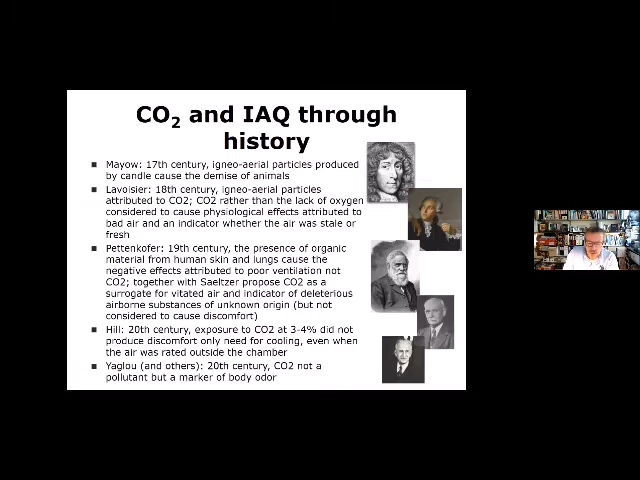 CO2 and IAQ through
history
Mayow: 17th century, igneo-aerial particles produced
by candle cause the demise of animals
Lavoisier: 18th century, igneo-aerial particles
attributed to CO2; CO2 rather than the lack of oxygen
considered to cause physiological effects attributed to
bad air and an indicator whether the air was stale or
fresh
Pettenkofer: 19th century, the presence of organic
material from human skin and lungs cause the
negative effects attributed to poor ventilation not
CO2; together with Saeltzer propose CO2 as a
surrogate for vitated air and indicator of deleterious
airborne substances of unknown origin (but not
considered to cause discomfort)
Hill: 20th century, exposure to CO2 at 3-4% did not
produce discomfort only need for cooling, even when
the air was rated outside the chamber
Yaglou (and others): 20th century, CO2 not a
pollutant but a marker of body odor